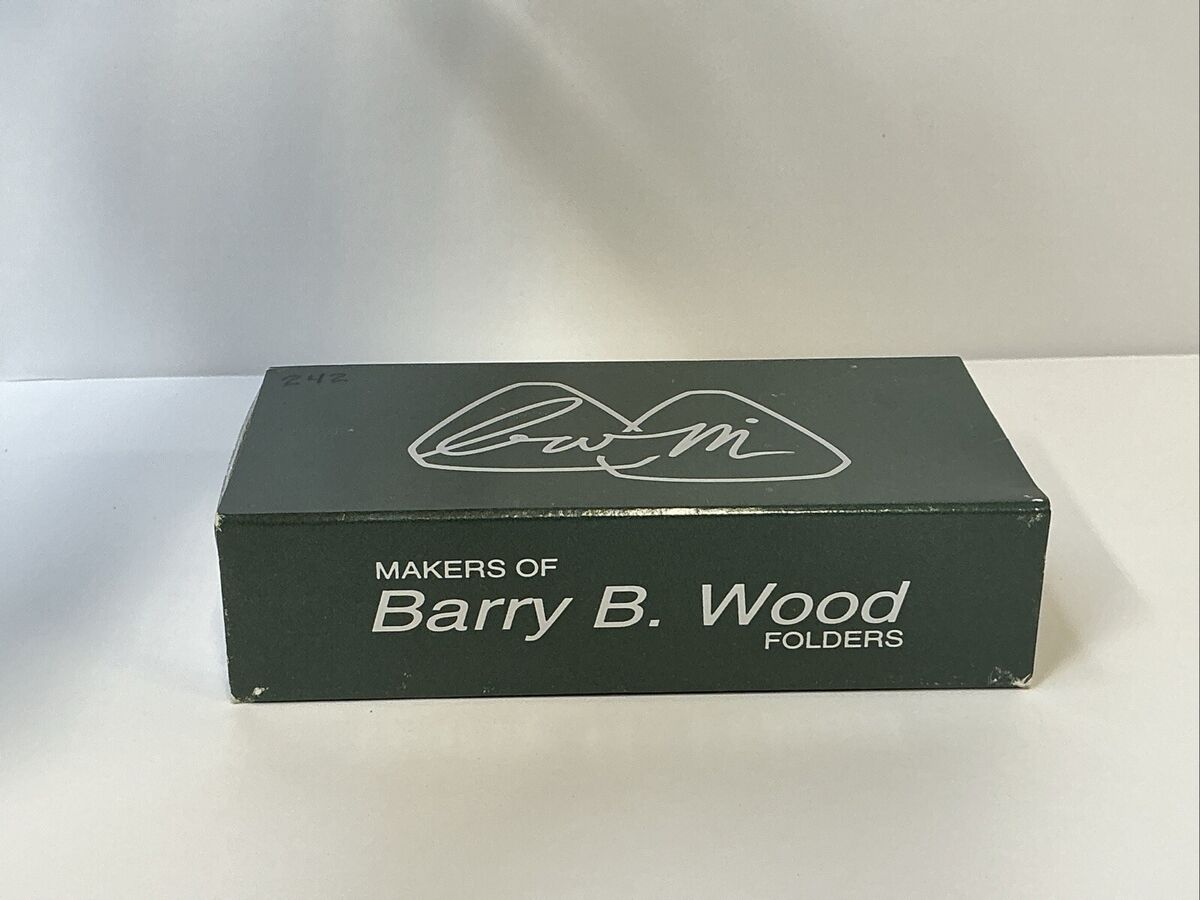 242
MAKERS OF
Barry B. Wood
FOLDERS